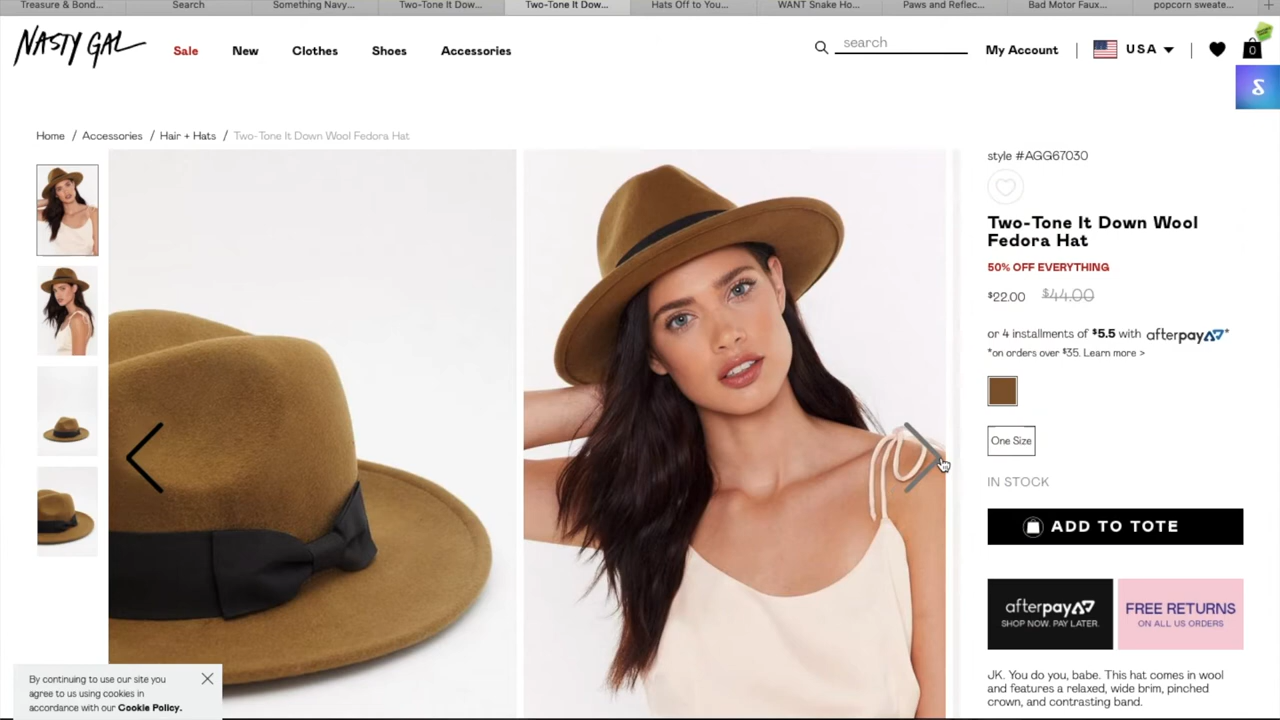 Treasure & Bond...
Search
Something Navy...
Two-Tone It Dow...
Two-Tone It Dow...
Hats Off to You...
WANT Snake Ho...
Paws and Reflec...
Bad Motor Faux...
popcorn sweate...
NASTY GAL
Sale
New
Clothes
Shoes
Accessories
search
My Account
USA
0
Home / Accessories / Hair + Hats / Two-Tone It Down Wool Fedora Hat
style #AGG67030
Two-Tone It Down Wool
Fedora Hat
50% OFF EVERYTHING
$22.00 $44.00
or 4 installments of $5.5 with afterpay*
*on orders over $35. Learn more >
One Size
IN STOCK
ADD TO TOTE
afterpay
SHOP NOW. PAY LATER.
FREE RETURNS
ON ALL US ORDERS
JK. You do you, babe. This hat comes in wool
and features a relaxed, wide brim, pinched
crown, and contrasting band.
By continuing to use our site you
agree to us using cookies in
accordance with our Cookie Policy.